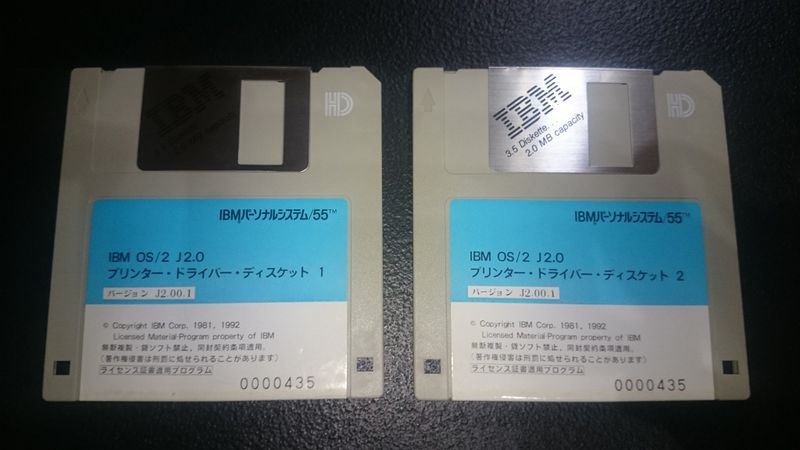 IBM
3.5 Diskette...
2.0 MB capacity
HD
IBMパーソナルシステム/55™
IBM OS/2 J2.0
プリンター・ドライバー・ディスケット 1
バージョン J2.00.1
© Copyright IBM Corp. 1981, 1992
Licensed Material-Program property of IBM
無断複製・貸ソフト禁止。同封契約条項適用。
(著作権侵害は刑罰に処せられることがあります)
ライセンス証書適用プログラム
0000435
IBM
3.5 Diskette...
2.0 MB capacity
HD
IBMパーソナルシステム/55™
IBM OS/2 J2.0
プリンター・ドライバー・ディスケット 2
バージョン J2.00.1
© Copyright IBM Corp. 1981, 1992
Licensed Material-Program property of IBM
無断複製・貸ソフト禁止。同封契約条項適用。
(著作権侵害は刑罰に処せられることがあります)
ライセンス証書適用プログラム
0000435